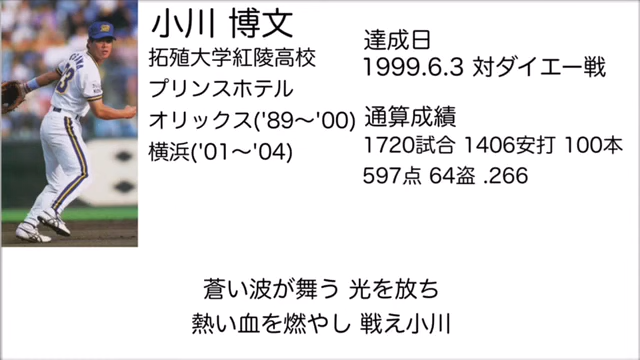 小川 博文
拓殖大学紅陵高校
プリンスホテル
オリックス('89～'00)
横浜('01～'04)
達成日
1999.6.3 対ダイエー戦
通算成績
1720試合 1406安打 100本
597点 64盗 .266
蒼い波が舞う 光を放ち
熱い血を燃やし 戦え小川